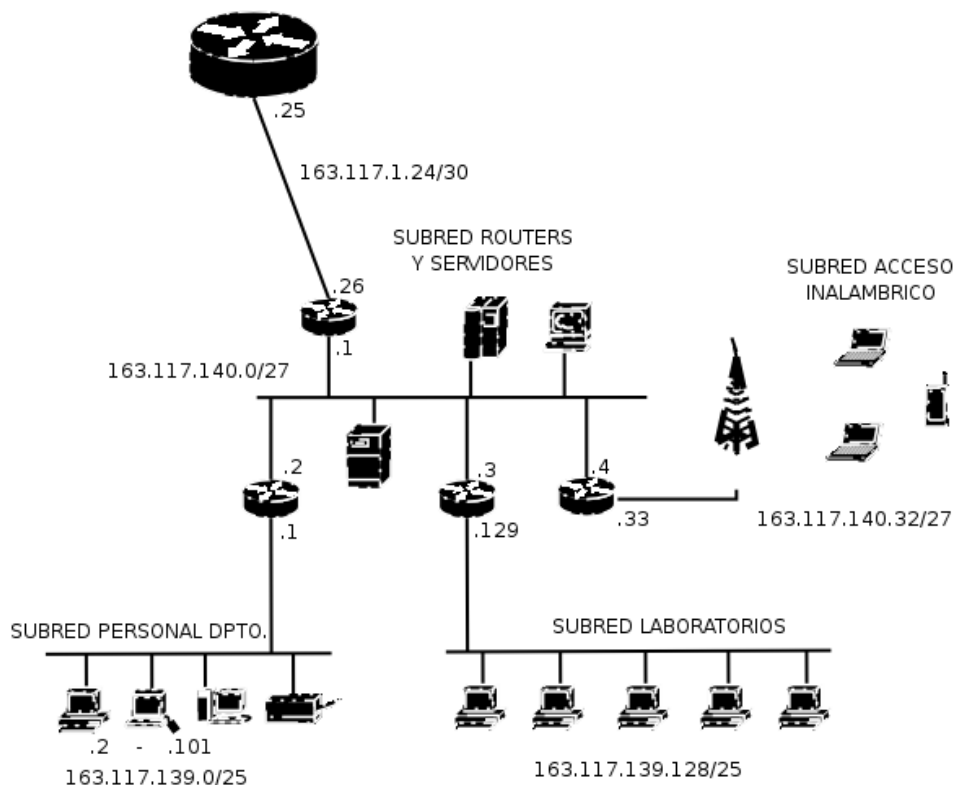 .25
163.117.1.24/30
SUBRED ROUTERS
Y SERVIDORES
SUBRED ACCESO
INALAMBRICO
.26
.1
163.117.140.0/27
.2
.3
.4
.1
.129
.33
163.117.140.32/27
SUBRED PERSONAL DPTO.
SUBRED LABORATORIOS
.2 - .101
163.117.139.0/25
163.117.139.128/25